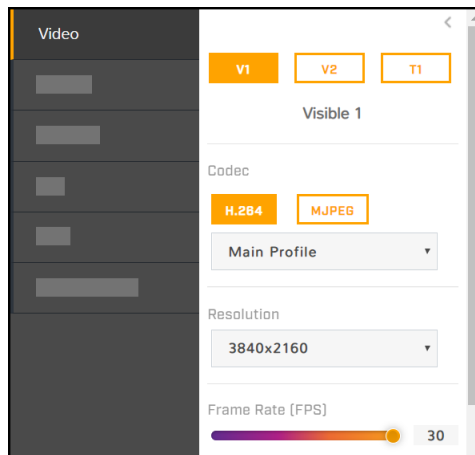 Video
V1 V2 T1
Visible 1
Codec
H.264 MJPEG
Main Profile
Resolution
3840x2160
Frame Rate (FPS)
30